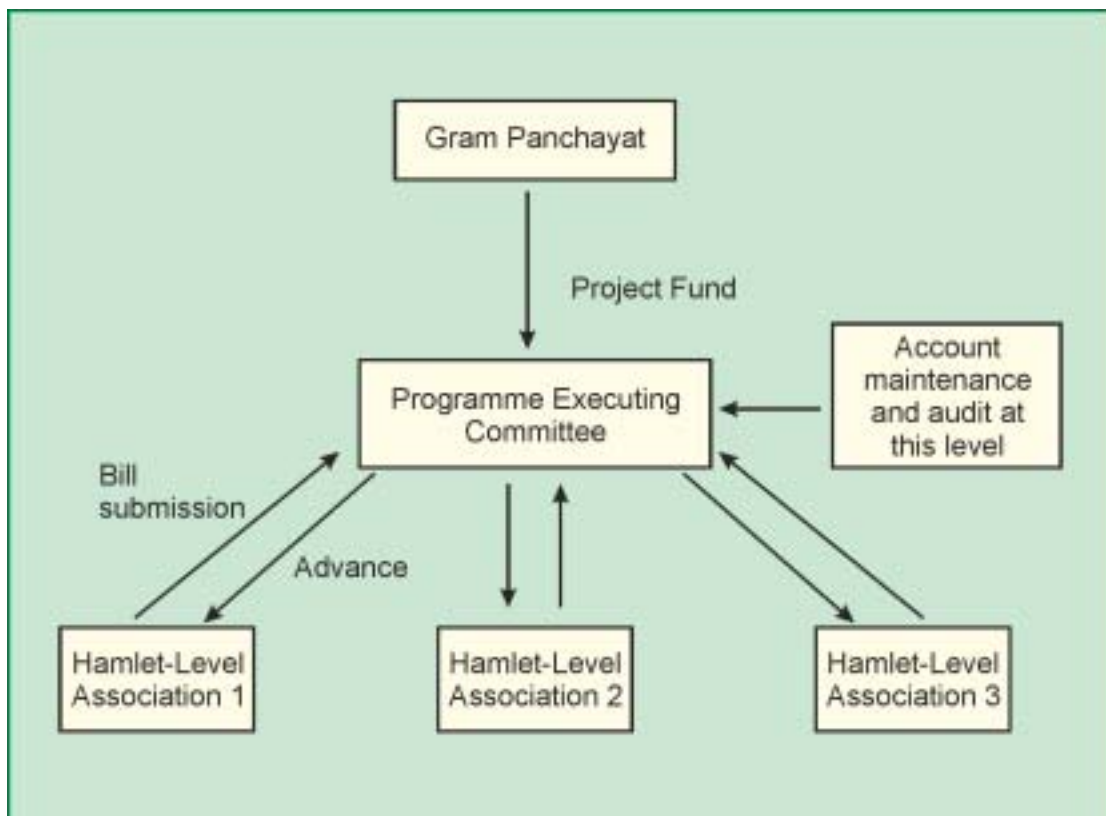 Gram Panchayat
Project Fund
Account
maintenance
and audit at
this level
Programme Executing
Committee
Bill
submission
Advance
Hamlet-Level
Association 1
Hamlet-Level
Association 2
Hamlet-Level
Association 3